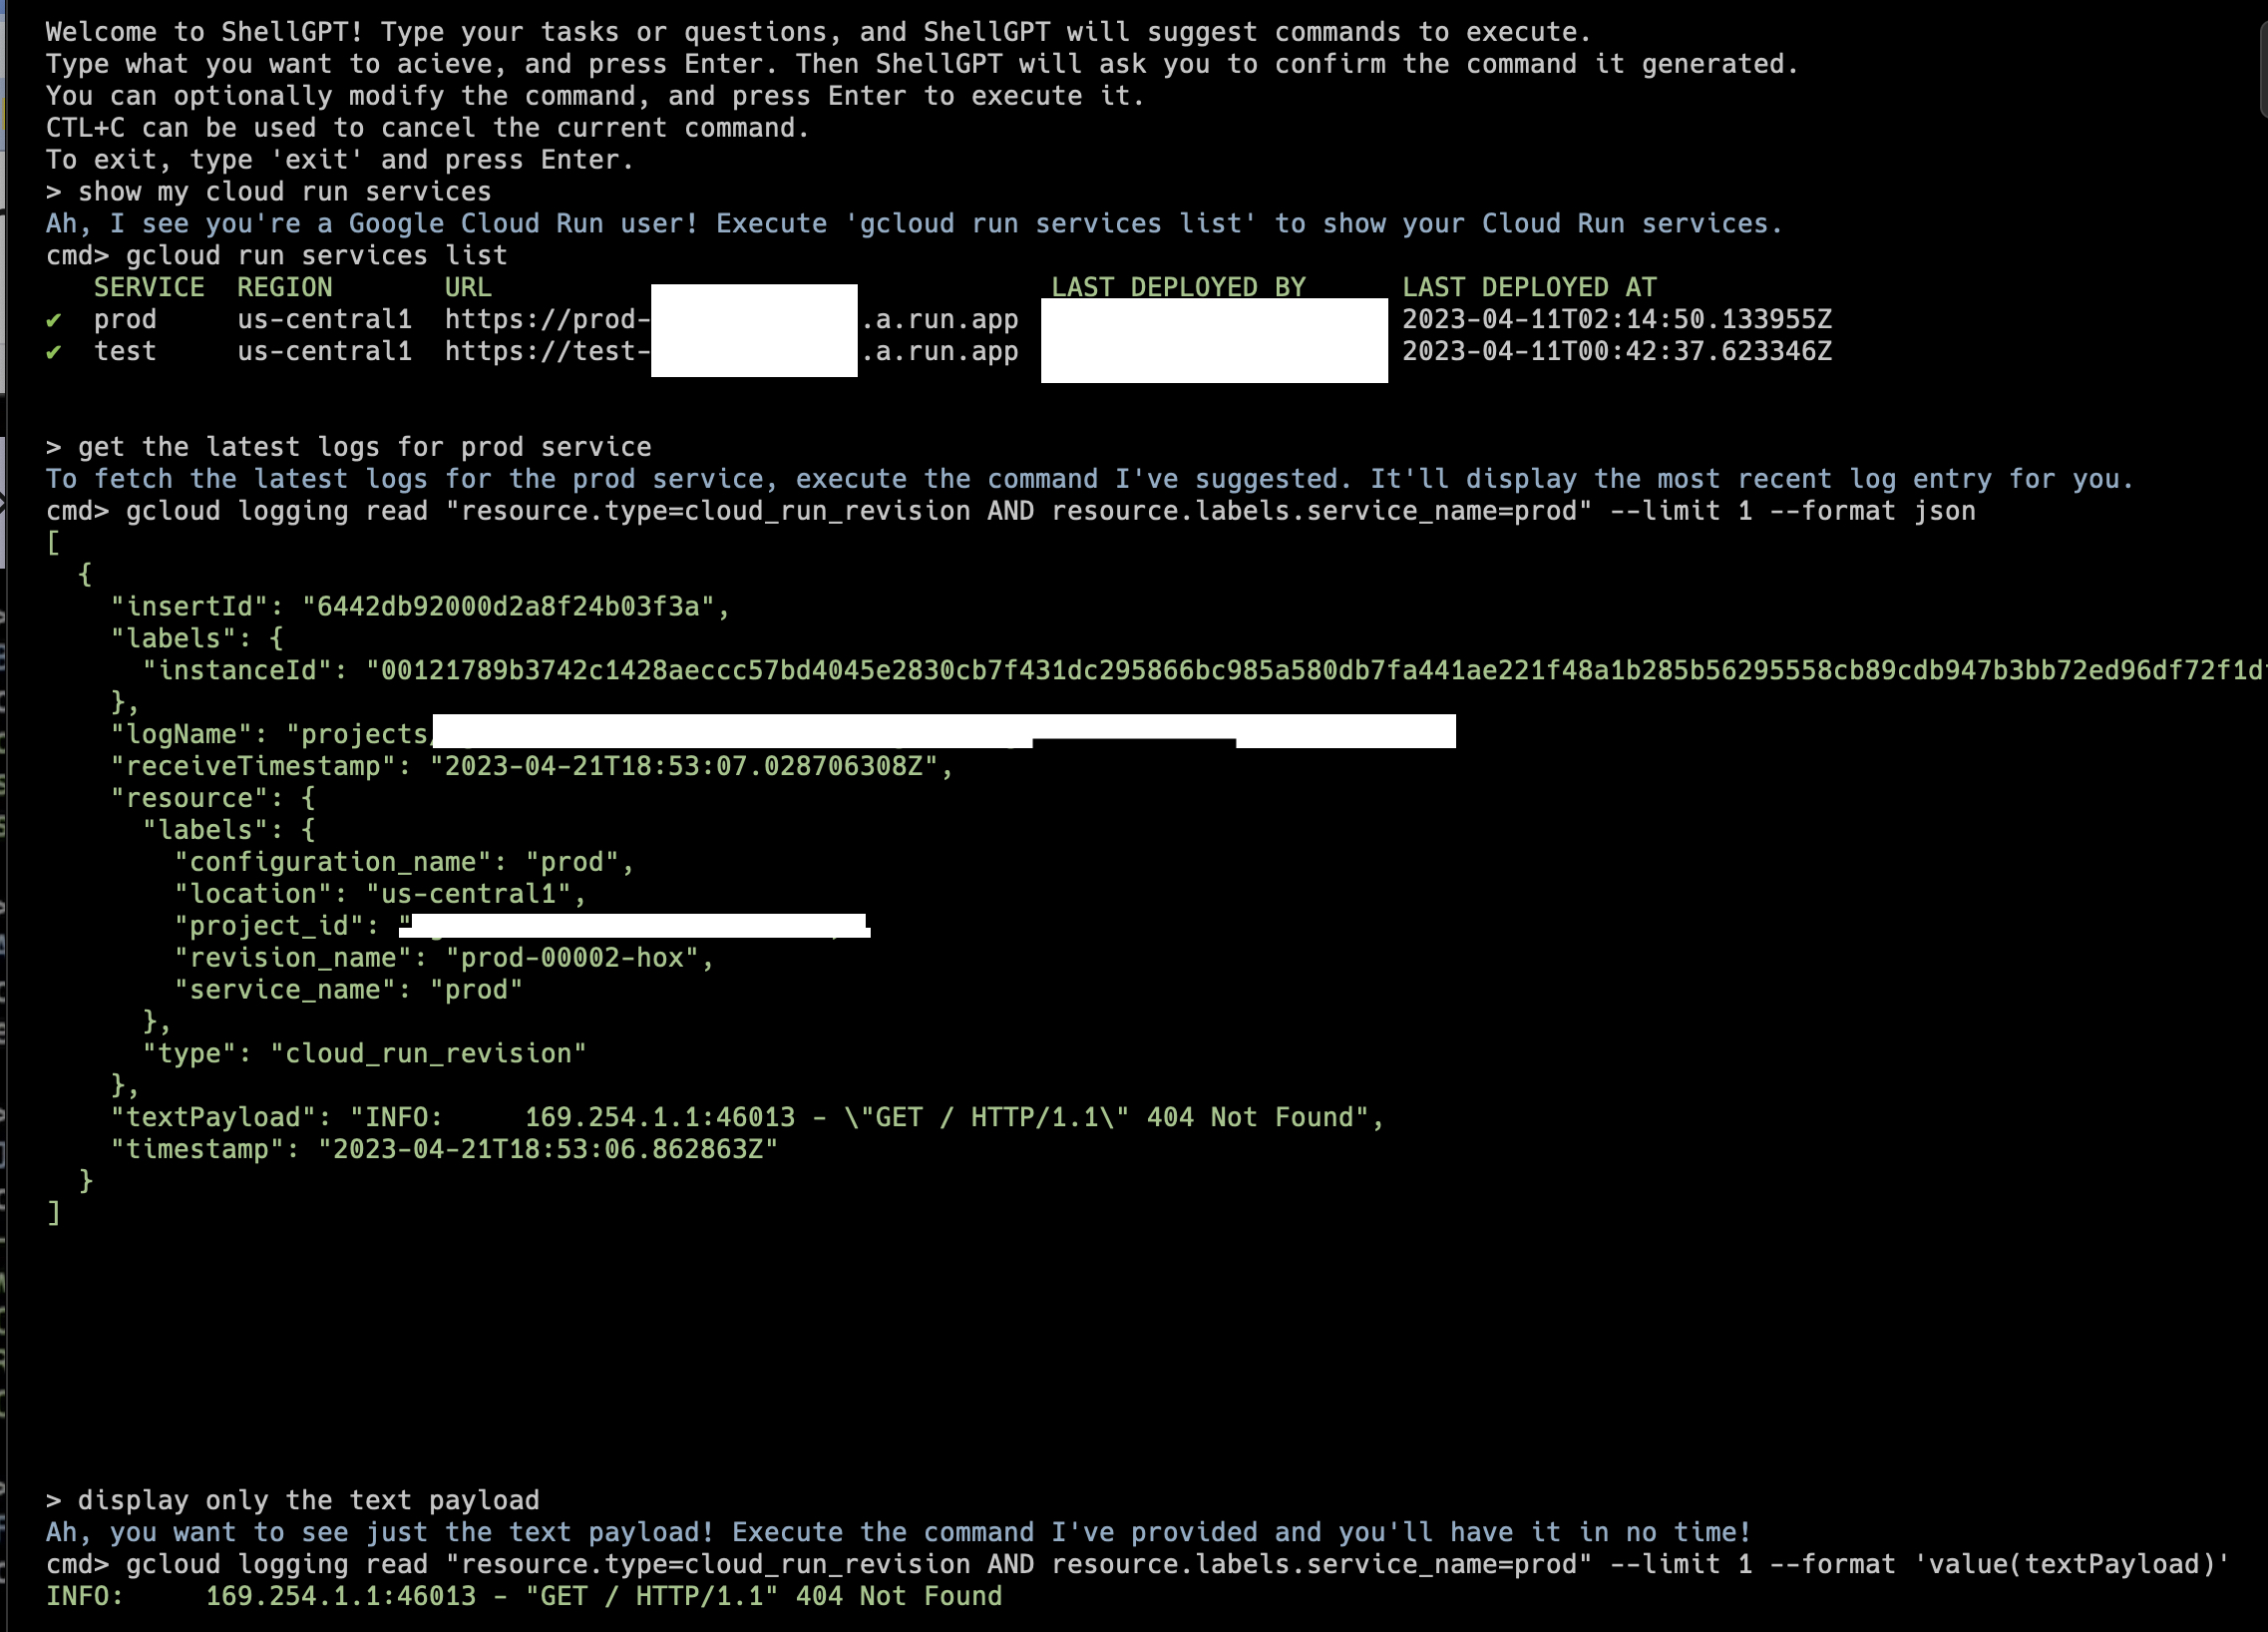 Welcome to ShellGPT! Type your tasks or questions, and ShellGPT will suggest commands to execute.
Type what you want to acieve, and press Enter. Then ShellGPT will ask you to confirm the command it generated.
You can optionally modify the command, and press Enter to execute it.
CTL+C can be used to cancel the current command.
To exit, type 'exit' and press Enter.
> show my cloud run services
Ah, I see you're a Google Cloud Run user! Execute 'gcloud run services list' to show your Cloud Run services.
cmd> gcloud run services list
   SERVICE  REGION       URL                                   LAST DEPLOYED BY      LAST DEPLOYED AT
✔  prod     us-central1  https://prod-             .a.run.app                        2023-04-11T02:14:50.133955Z
✔  test     us-central1  https://test-             .a.run.app                        2023-04-11T00:42:37.623346Z
> get the latest logs for prod service
To fetch the latest logs for the prod service, execute the command I've suggested. It'll display the most recent log entry for you.
cmd> gcloud logging read "resource.type=cloud_run_revision AND resource.labels.service_name=prod" --limit 1 --format json
[
  {
    "insertId": "6442db92000d2a8f24b03f3a",
    "labels": {
      "instanceId": "00121789b3742c1428aeccc57bd4045e2830cb7f431dc295866bc985a580db7fa441ae221f48a1b285b56295558cb89cdb947b3bb72ed96df72f1d
    },
    "logName": "projects/
    "receiveTimestamp": "2023-04-21T18:53:07.028706308Z",
    "resource": {
      "labels": {
        "configuration_name": "prod",
        "location": "us-central1",
        "project_id": "
        "revision_name": "prod-00002-hox",
        "service_name": "prod"
      },
      "type": "cloud_run_revision"
    },
    "textPayload": "INFO:     169.254.1.1:46013 - \"GET / HTTP/1.1\" 404 Not Found",
    "timestamp": "2023-04-21T18:53:06.862863Z"
  }
]
> display only the text payload
Ah, you want to see just the text payload! Execute the command I've provided and you'll have it in no time!
cmd> gcloud logging read "resource.type=cloud_run_revision AND resource.labels.service_name=prod" --limit 1 --format 'value(textPayload)'
INFO:     169.254.1.1:46013 - "GET / HTTP/1.1" 404 Not Found